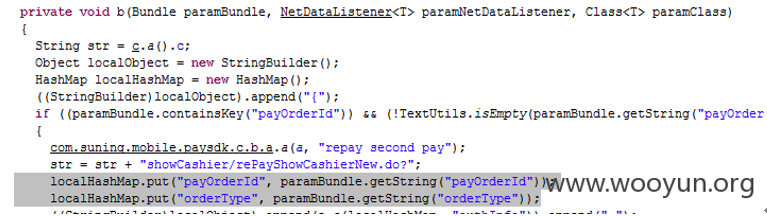 private void b(Bundle paramBundle, NetDataListener<T> paramNetDataListener, Class<T> paramClass)
{
String str = c.a().c;
Object localObject = new StringBuilder();
HashMap localHashMap = new HashMap();
((StringBuilder)localObject).append("{");
if ((paramBundle.containsKey("payOrderId")) && (!TextUtils.isEmpty(paramBundle.getString("payOrder
{
com.suning.mobile.paysdk.c.b.a.a(a, "repay second pay");
str = str + "showCashier/rePayShowCashierNew.do?";
localHashMap.put("payOrderId", paramBundle.getString("payOrderId"));
localHashMap.put("orderType", paramBundle.getString("orderType"));
www.wooyun.org